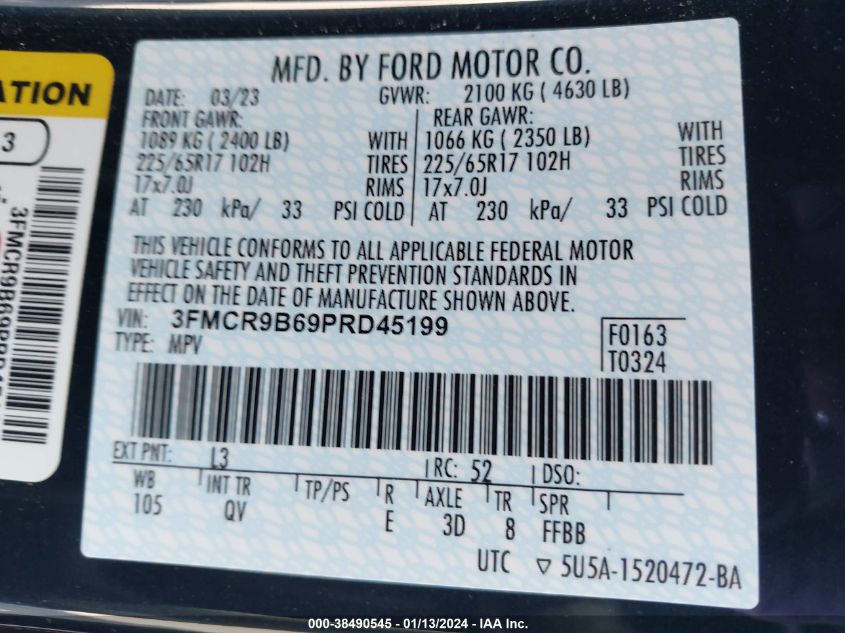 ATION
3
3FMCR9B69PRD45
MFD. BY FORD MOTOR CO.
DATE: 03/23 GVWR: 2100 KG ( 4630 LB)
FRONT GAWR: REAR GAWR:
1089 KG ( 2400 LB) WITH 1066 KG ( 2350 LB) WITH
225/65R17 102H TIRES 225/65R17 102H TIRES
17x7.0J RIMS 17x7.0J RIMS
AT 230 kPa/ 33 PSI COLD AT 230 kPa/ 33 PSI COLD
THIS VEHICLE CONFORMS TO ALL APPLICABLE FEDERAL MOTOR
VEHICLE SAFETY AND THEFT PREVENTION STANDARDS IN
EFFECT ON THE DATE OF MANUFACTURE SHOWN ABOVE.
VIN: 3FMCR9B69PRD45199
TYPE: MPV
F0163
T0324
EXT PNT: L3 RC: 52 DSO:
WB INT TR TP/PS R AXLE TR SPR
105 QV E 3D 8 FFBB
UTC ▽ 5U5A-1520472-BA
000-38490545 - 01/13/2024 - IAA Inc.